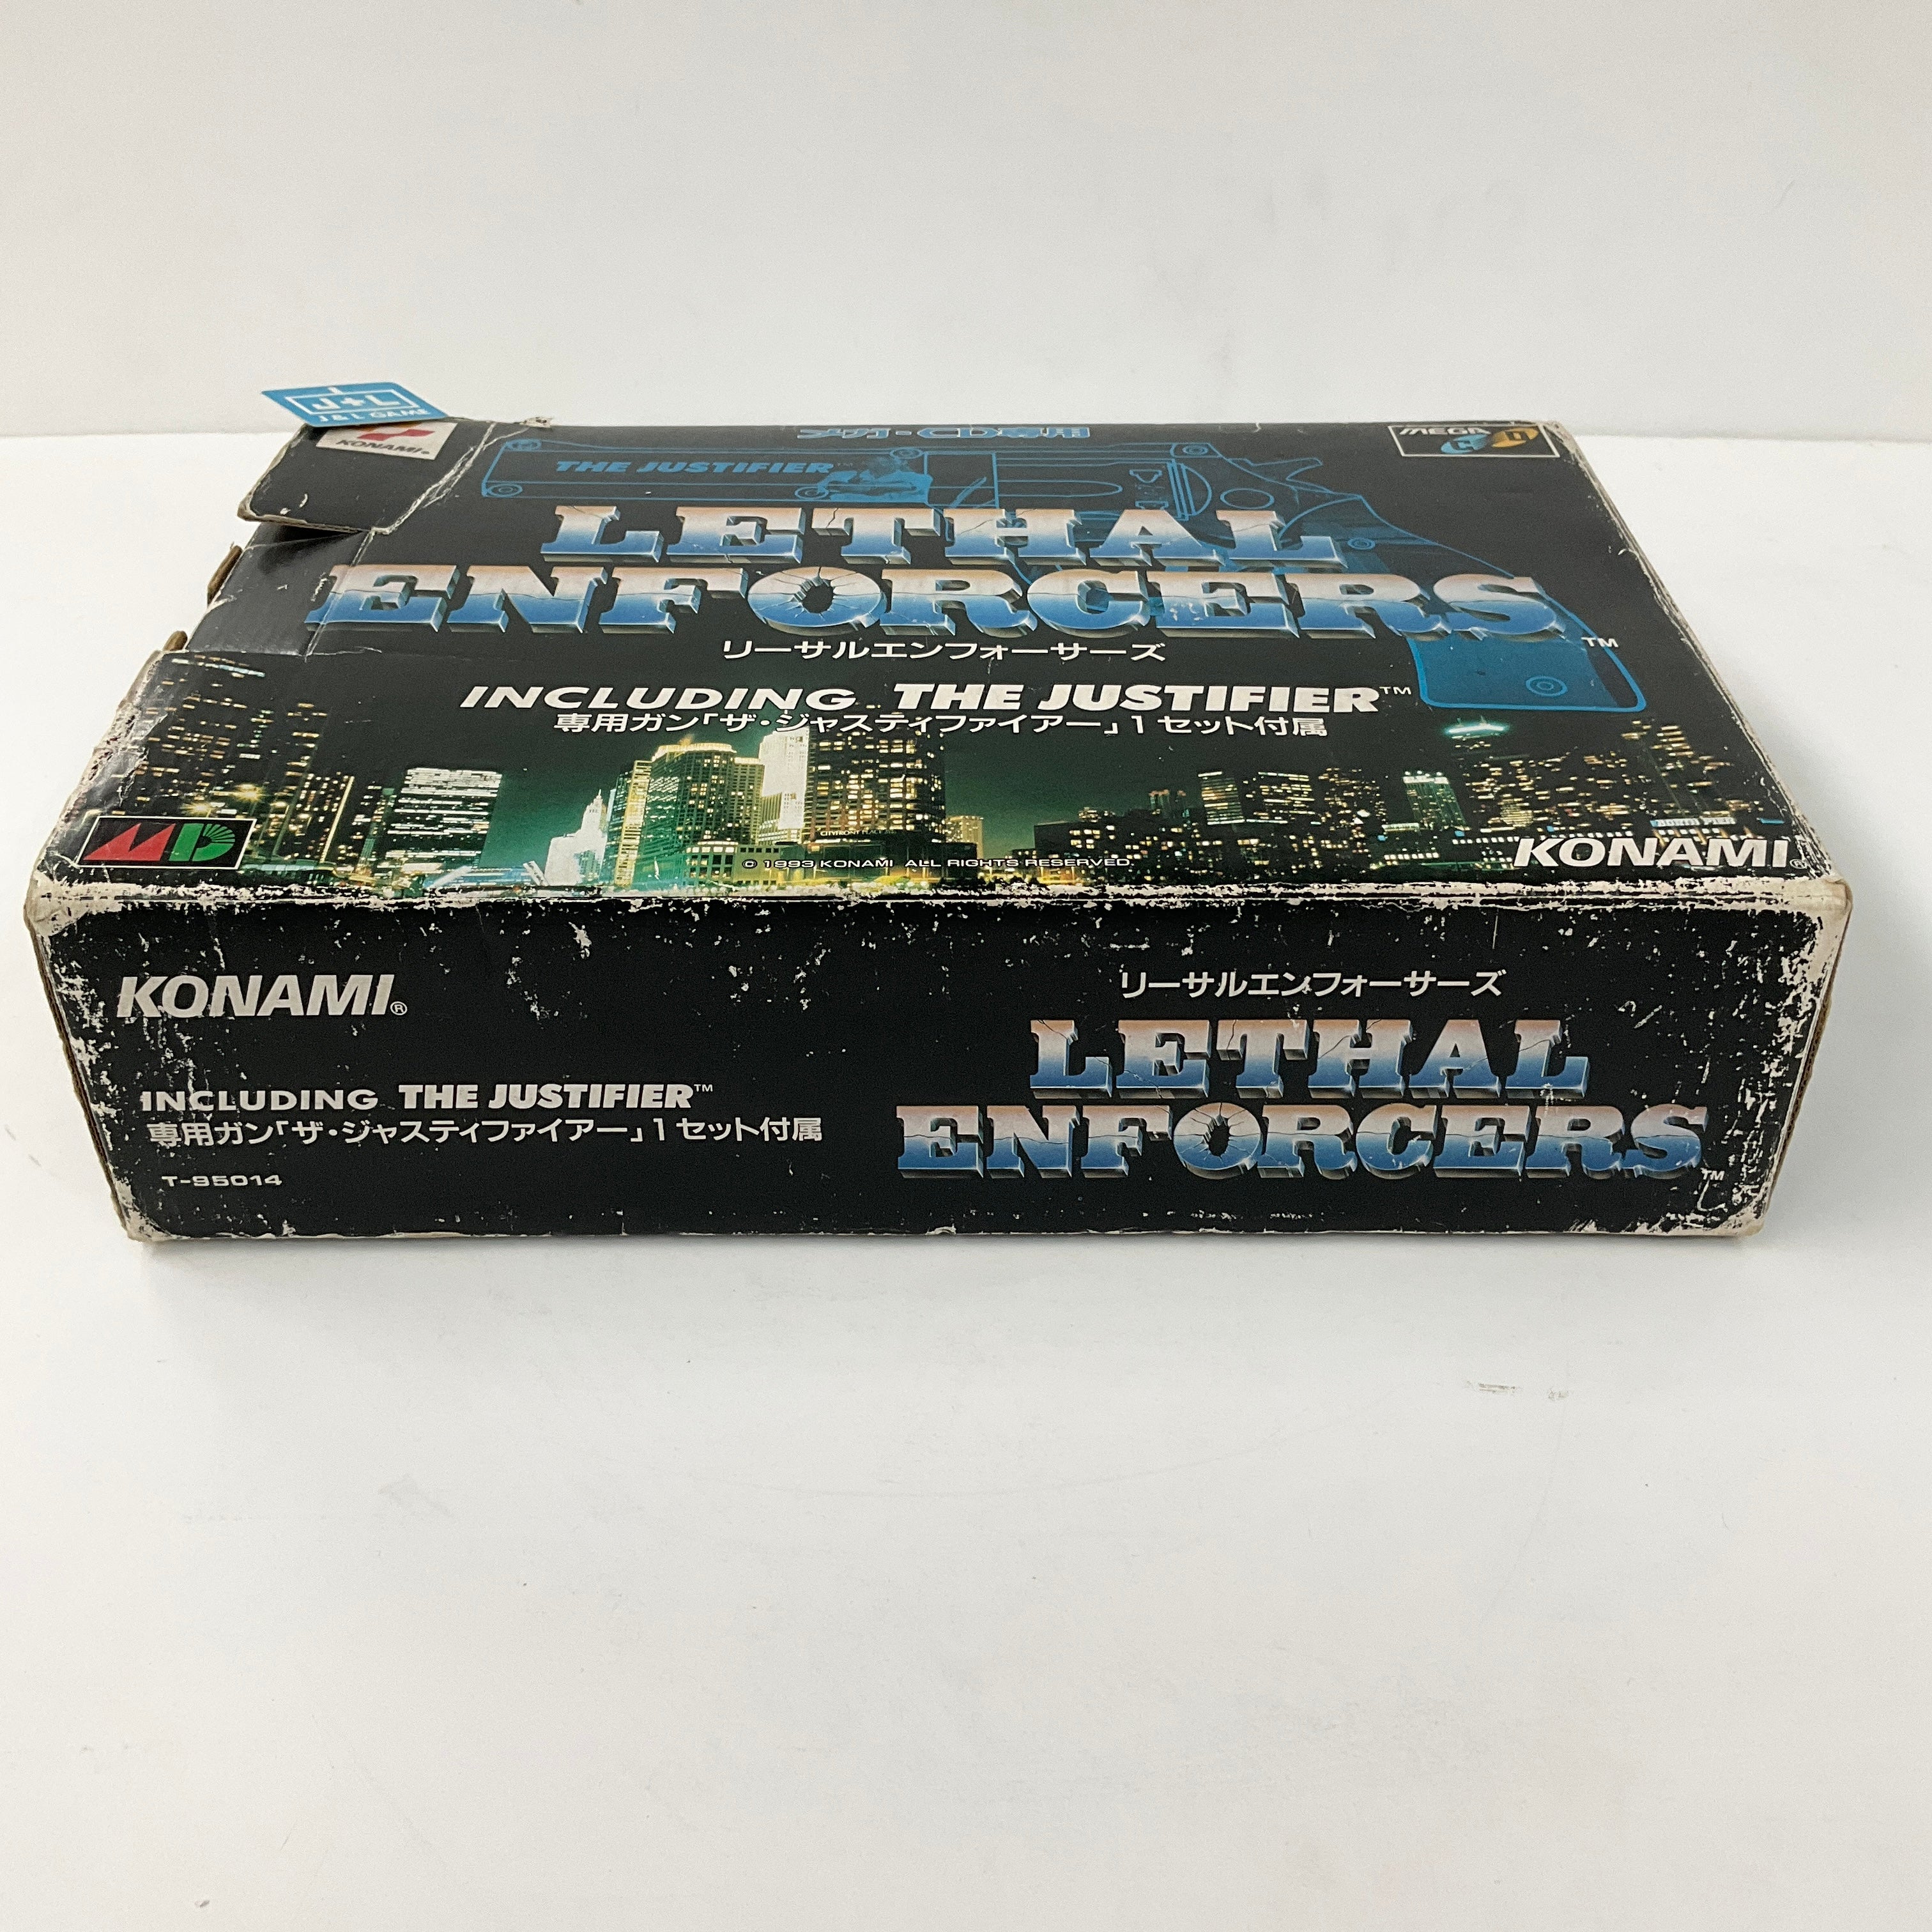 J+L
J&L GAME
KONAMI®
メガ-CD専用
MEGA CD
THE JUSTIFIER™
LETHAL
ENFORCERS™
リーサルエンフォーサーズ
INCLUDING THE JUSTIFIER™
専用ガン「ザ・ジャスティファイアー」1セット付属
MD
© 1993 KONAMI ALL RIGHTS RESERVED.
KONAMI®
KONAMI®
INCLUDING THE JUSTIFIER™
専用ガン「ザ・ジャスティファイアー」1セット付属
T-95014
リーサルエンフォーサーズ
LETHAL
ENFORCERS™